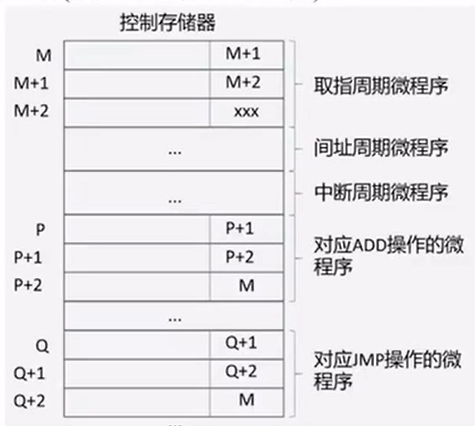 控制存储器
M M+1
M+1 M+2 取指周期微程序
M+2 xxx
... 间址周期微程序
... 中断周期微程序
P P+1
P+1 P+2 对应ADD操作的微程序
P+2 M
...
Q Q+1
Q+1 Q+2 对应JMP操作的微程序
Q+2 M